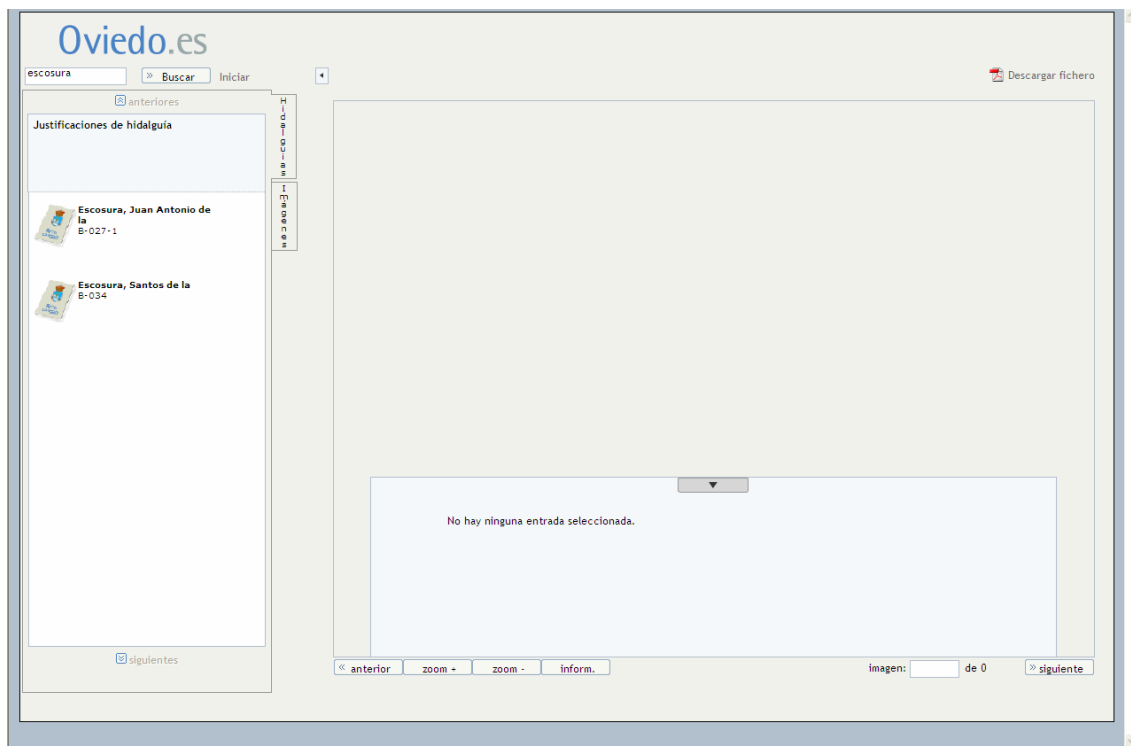 Oviedo.es
escosura
» Buscar
Iniciar
Descargar fichero
anteriores
Justificaciones de hidalguía
Hidalguías
Imágenes
Escosura, Juan Antonio de
la
B-027-1
Escosura, Santos de la
B-034
siguientes
No hay ninguna entrada seleccionada.
« anterior
zoom +
zoom -
inform.
imagen:
de 0
» siguiente